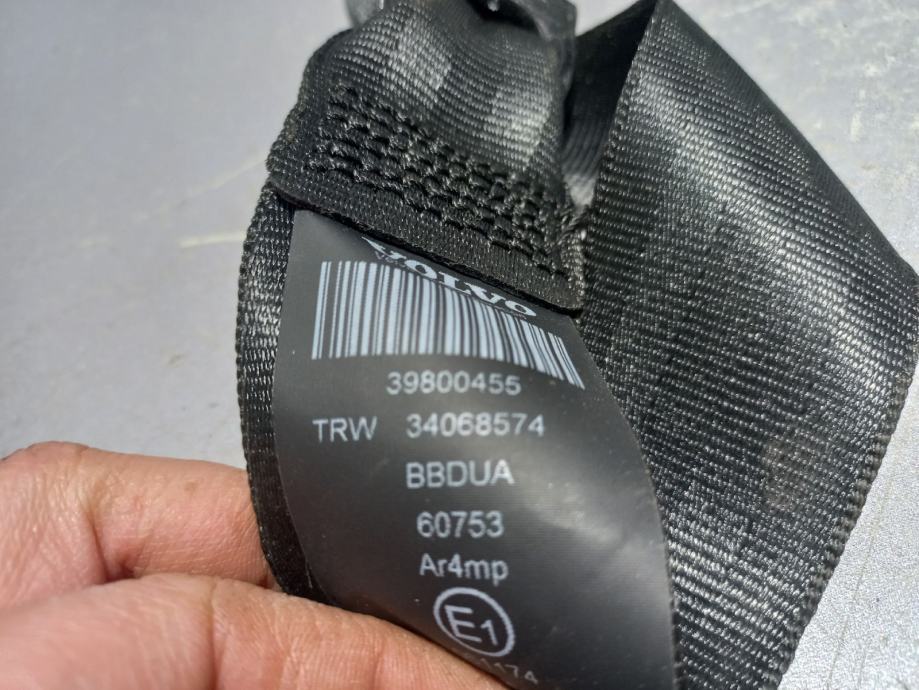 VOLVO
39800455
TRW 34068574
BBDUA
60753
Ar4mp
E1